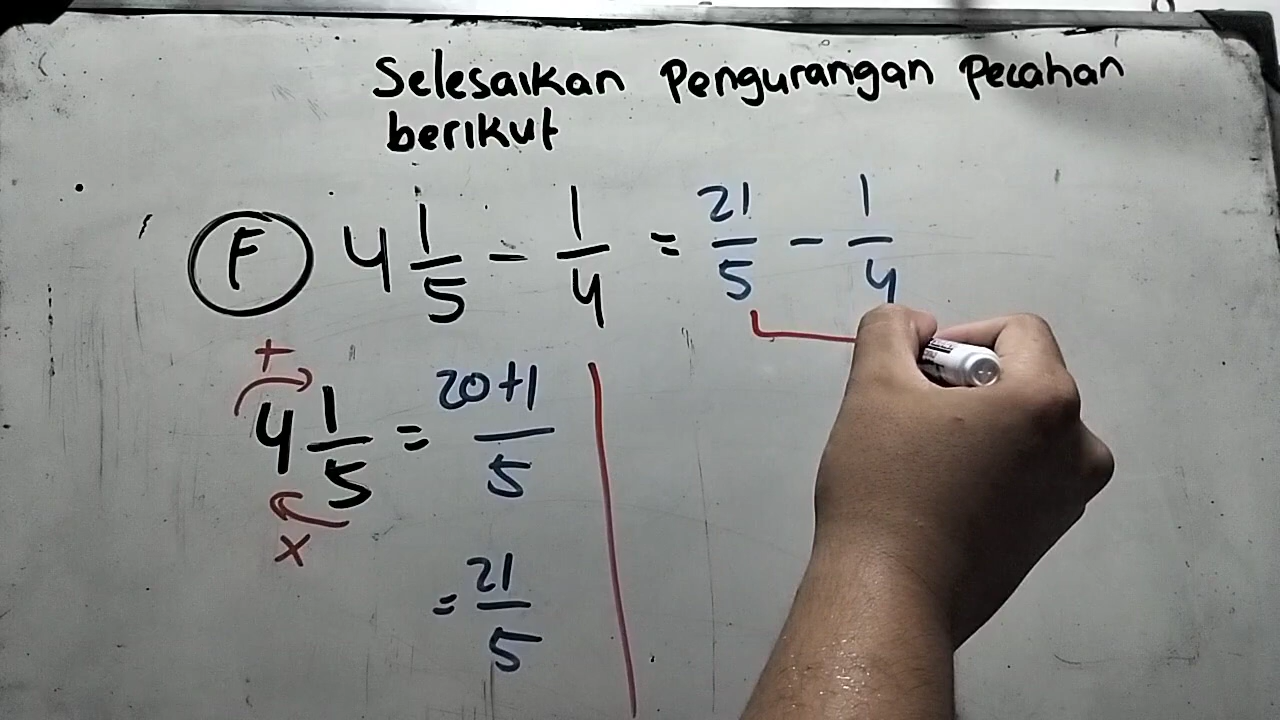 Selesaikan Pengurangan Pecahan
berikut
F 4 1/5 - 1/4 = 21/5 - 1/4
+
4 1/5 = 20+1/5
x
= 21/5